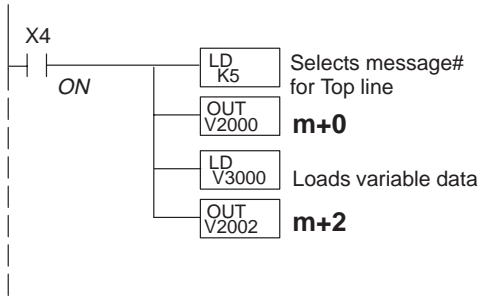 X4
ON
LD
K5
Selects message#
for Top line
OUT
V2000
m+0
LD
V3000
Loads variable data
OUT
V2002
m+2